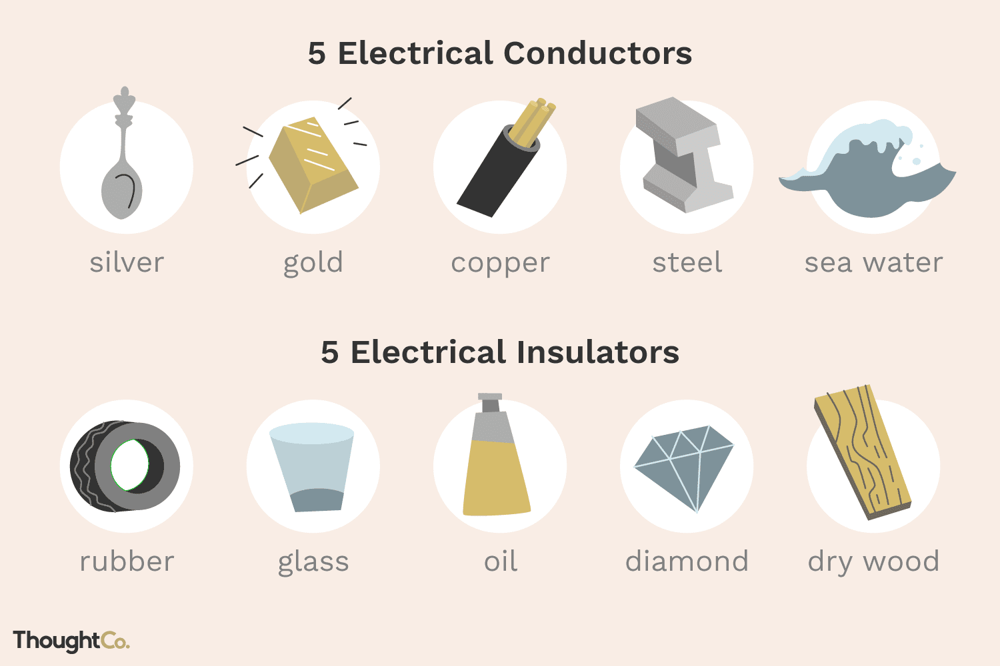 5 Electrical Conductors
silver gold copper steel sea water
5 Electrical Insulators
rubber glass oil diamond dry wood
ThoughtCo.